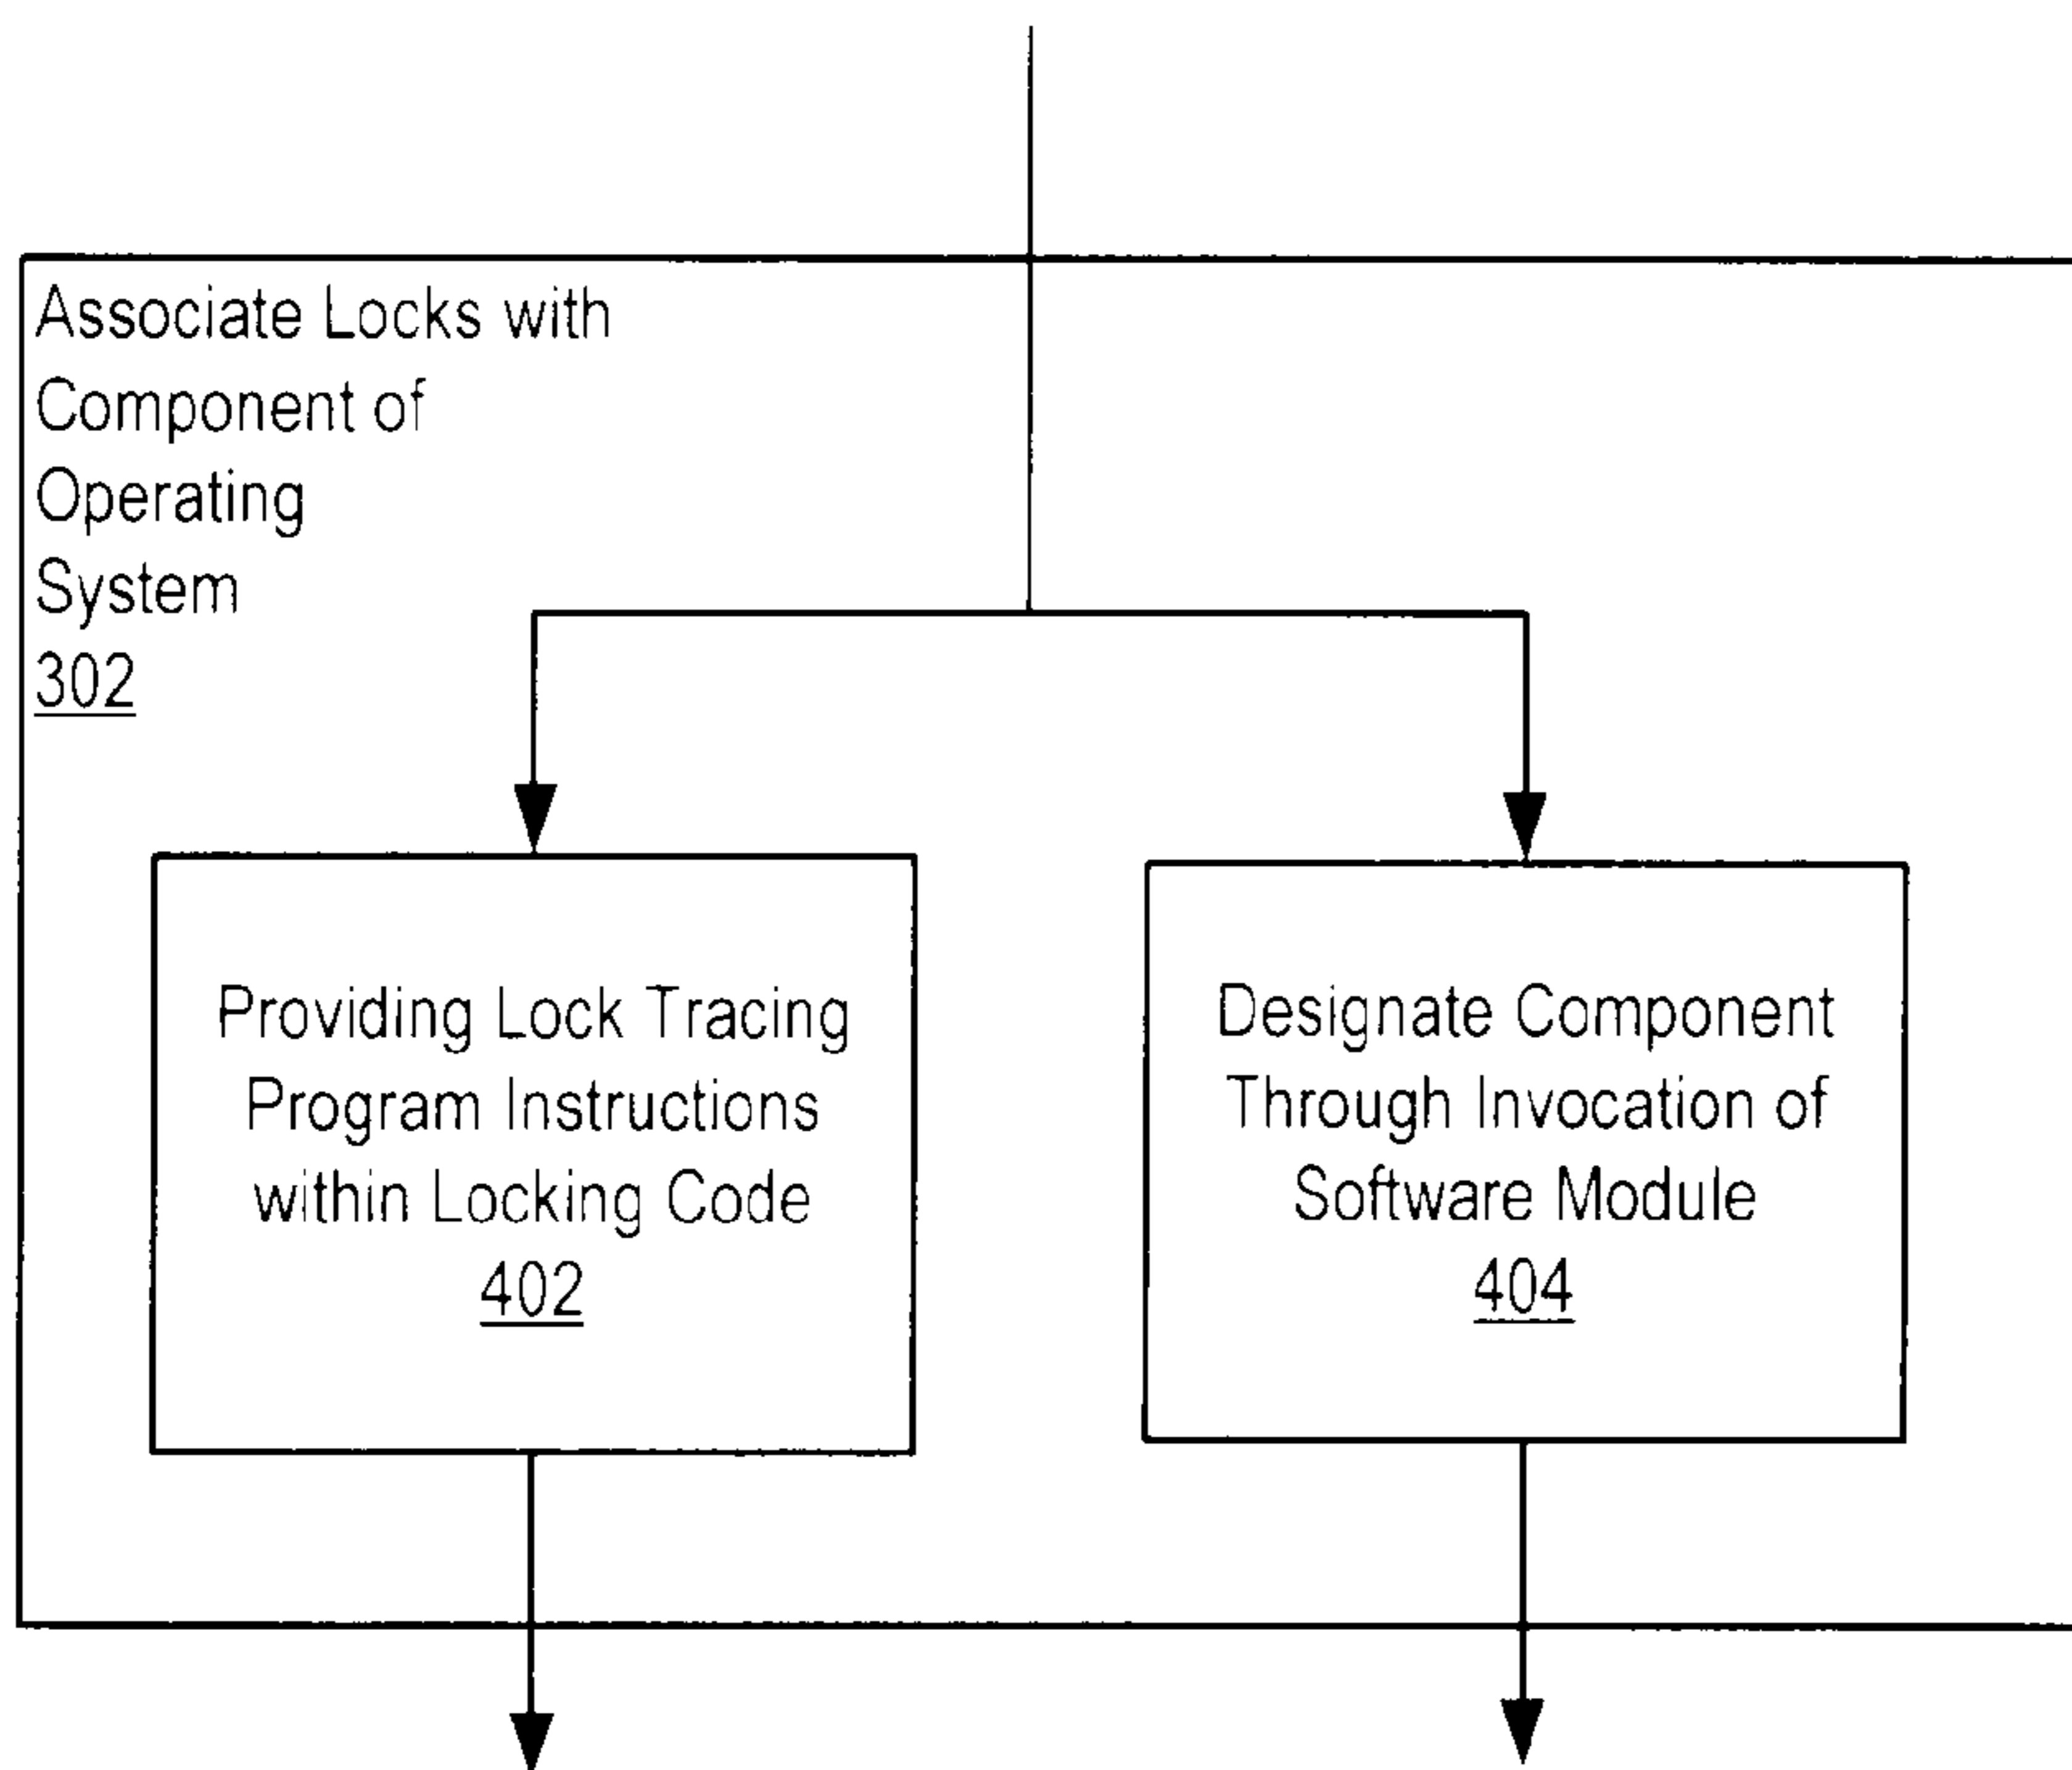 Associate Locks with
Component of
Operating
System
302
Providing Lock Tracing
Program Instructions
within Locking Code
402
Designate Component
Through Invocation of
Software Module
404